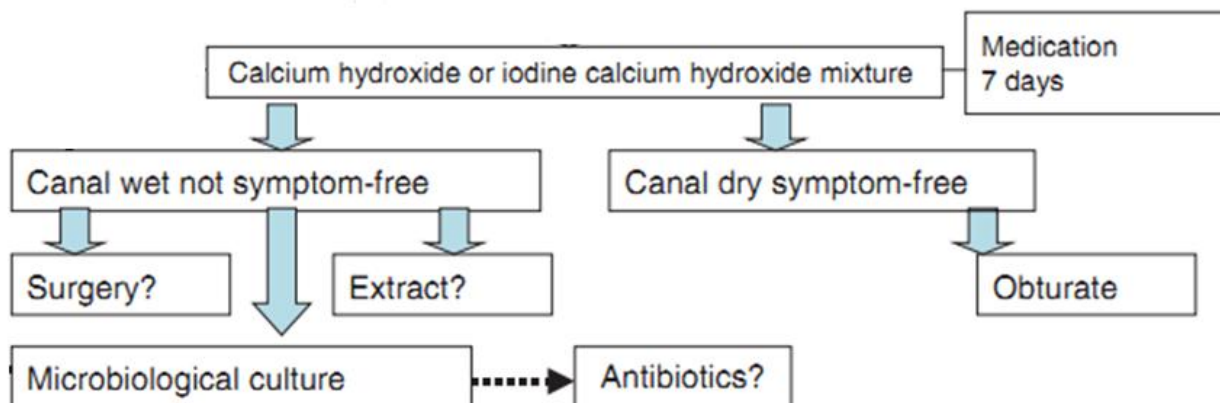 Medication
7 days
Calcium hydroxide or iodine calcium hydroxide mixture
Canal wet not symptom-free
Canal dry symptom-free
Surgery?
Extract?
Obturate
Microbiological culture
Antibiotics?